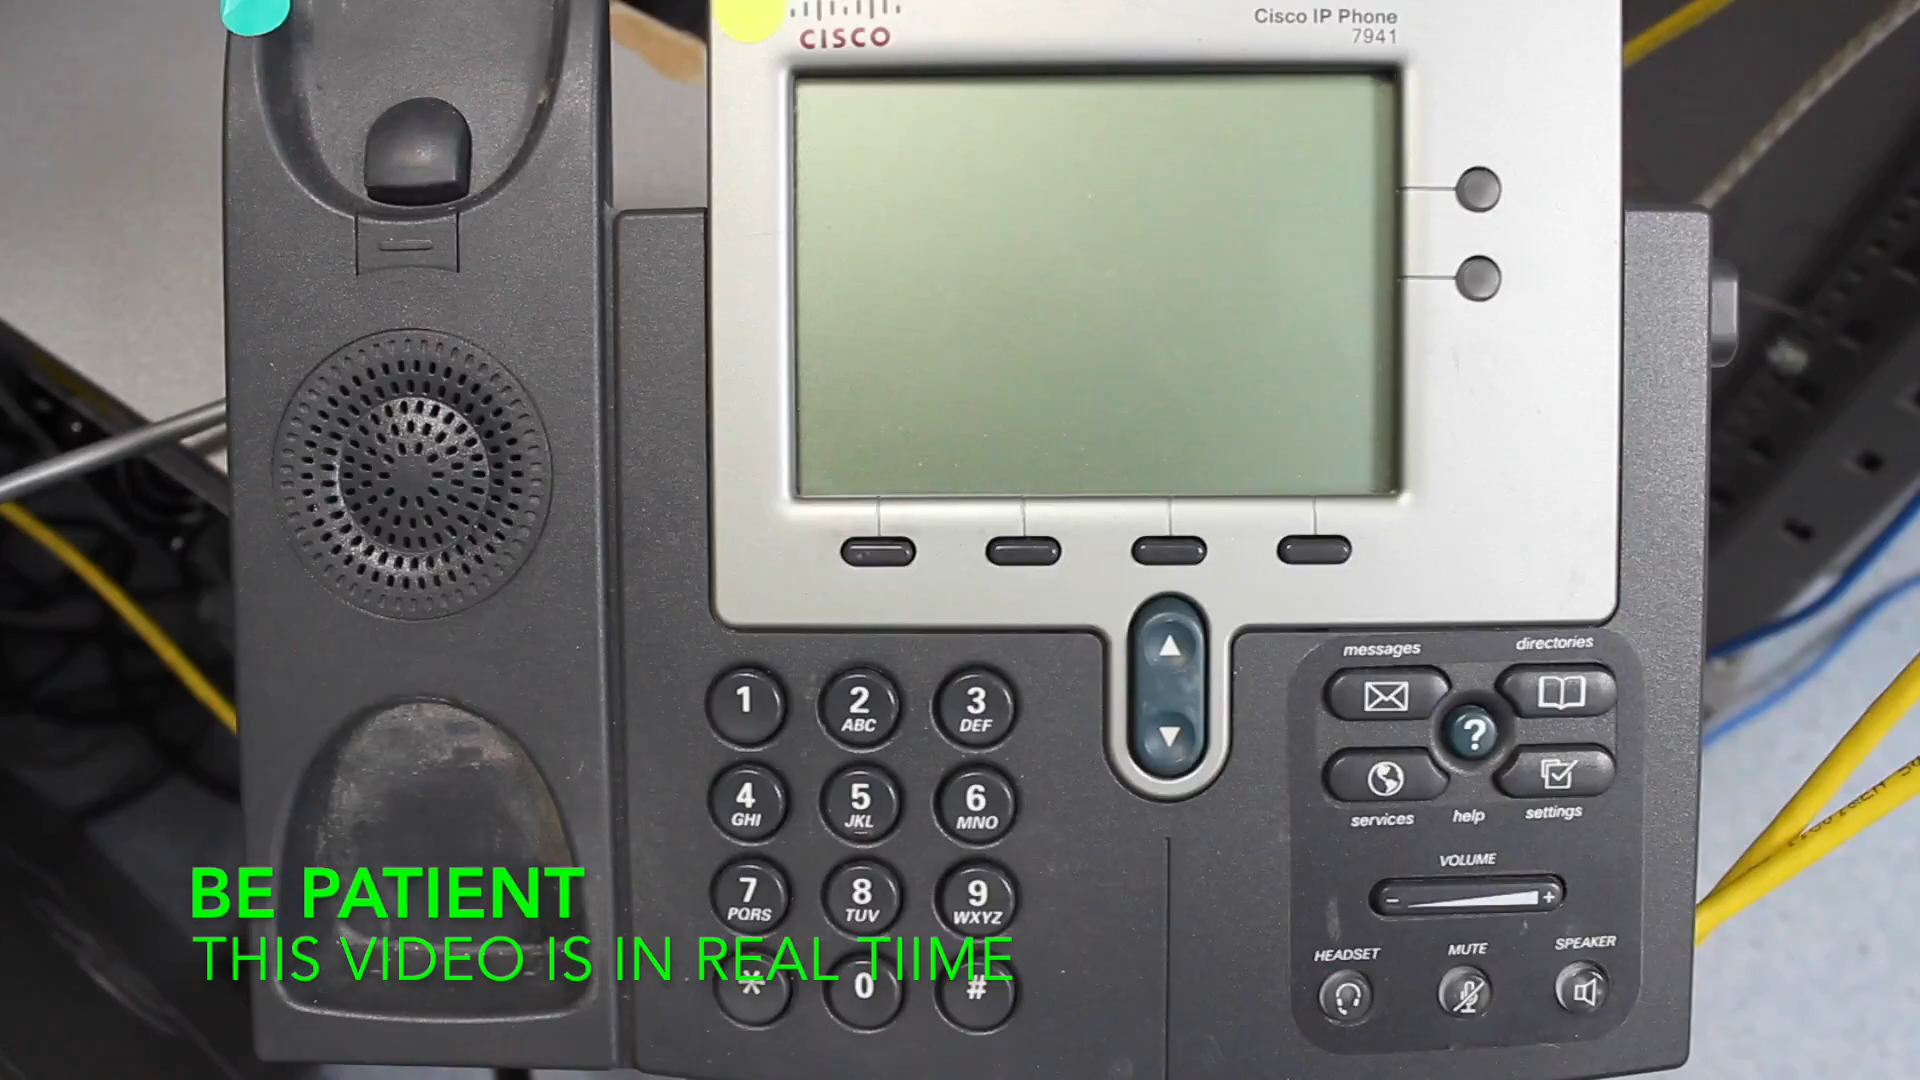 CISCO
Cisco IP Phone
7941
messages
directories
?
services
help
settings
1
2 ABC
3 DEF
4 GHI
5 JKL
6 MNO
7 PQRS
8 TUV
9 WXYZ
* 0 #
VOLUME
- +
HEADSET
MUTE
SPEAKER
BE PATIENT
THIS VIDEO IS IN REAL TIIME